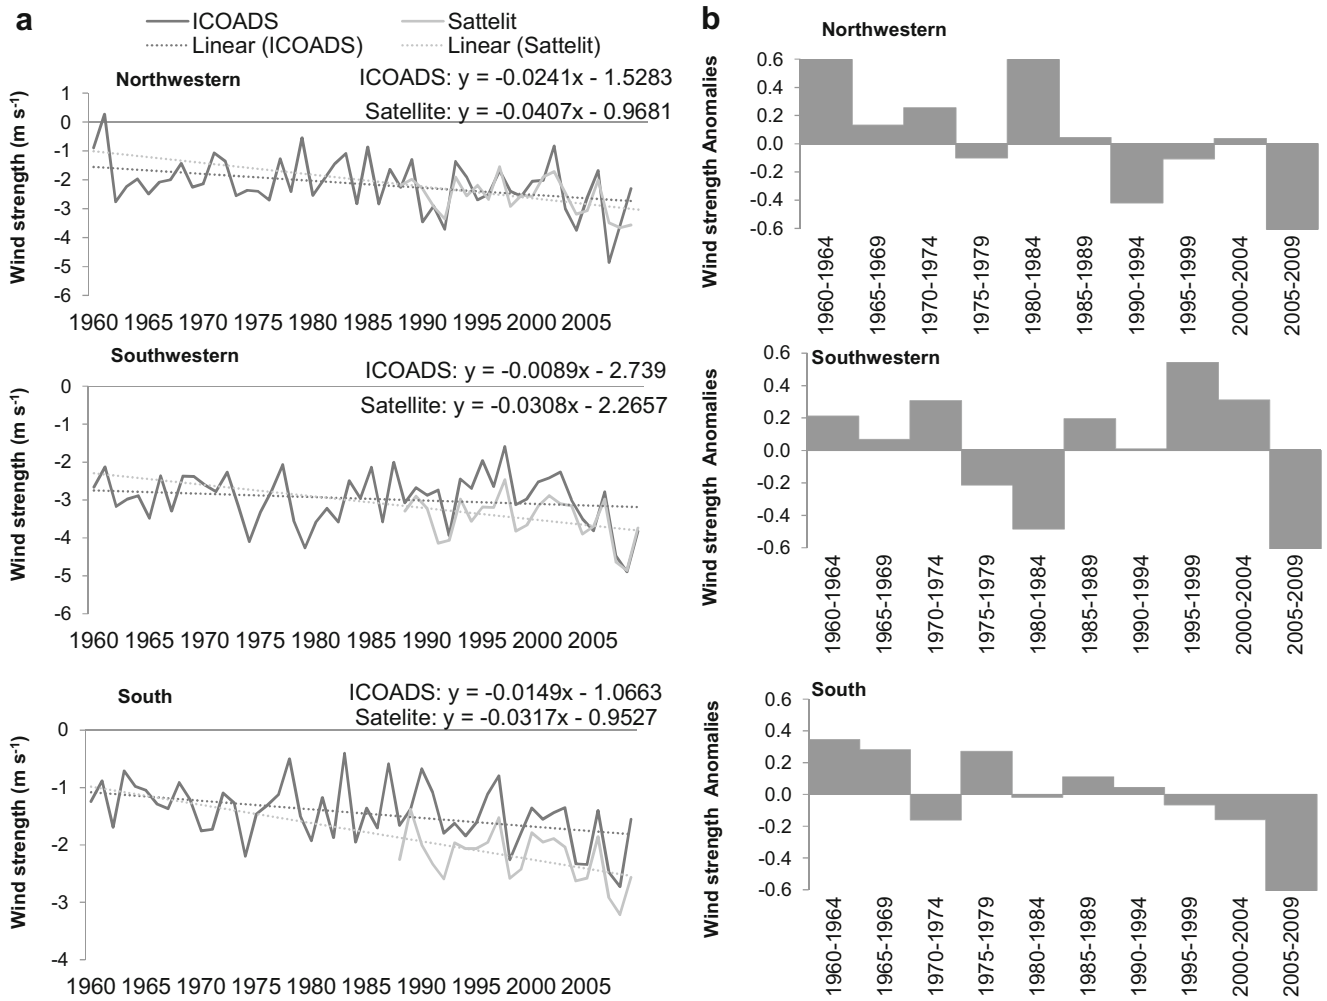 a
ICOADS Sattelit
Linear (ICOADS) Linear (Sattelit)
Northwestern
ICOADS: y = -0.0241x - 1.5283
Satellite: y = -0.0407x - 0.9681
Wind strength (m s-1)
1
0
-1
-2
-3
-4
-5
-6
1960 1965 1970 1975 1980 1985 1990 1995 2000 2005
Southwestern
ICOADS: y = -0.0089x - 2.739
Satellite: y = -0.0308x - 2.2657
Wind strength (m s-1)
0
-1
-2
-3
-4
-5
-6
1960 1965 1970 1975 1980 1985 1990 1995 2000 2005
South
ICOADS: y = -0.0149x - 1.0663
Satelite: y = -0.0317x - 0.9527
Wind strength (m s-1)
0
-1
-2
-3
-4
1960 1965 1970 1975 1980 1985 1990 1995 2000 2005
b
Northwestern
Wind strength Anomalies
0.6
0.4
0.2
0.0
-0.2
-0.4
-0.6
1960-1964
1965-1969
1970-1974
1975-1979
1980-1984
1985-1989
1990-1994
1995-1999
2000-2004
2005-2009
Southwestern
Wind strength Anomalies
0.6
0.4
0.2
0.0
-0.2
-0.4
-0.6
1960-1964
1965-1969
1970-1974
1975-1979
1980-1984
1985-1989
1990-1994
1995-1999
2000-2004
2005-2009
South
Wind strength Anomalies
0.6
0.4
0.2
0.0
-0.2
-0.4
-0.6
1960-1964
1965-1969
1970-1974
1975-1979
1980-1984
1985-1989
1990-1994
1995-1999
2000-2004
2005-2009